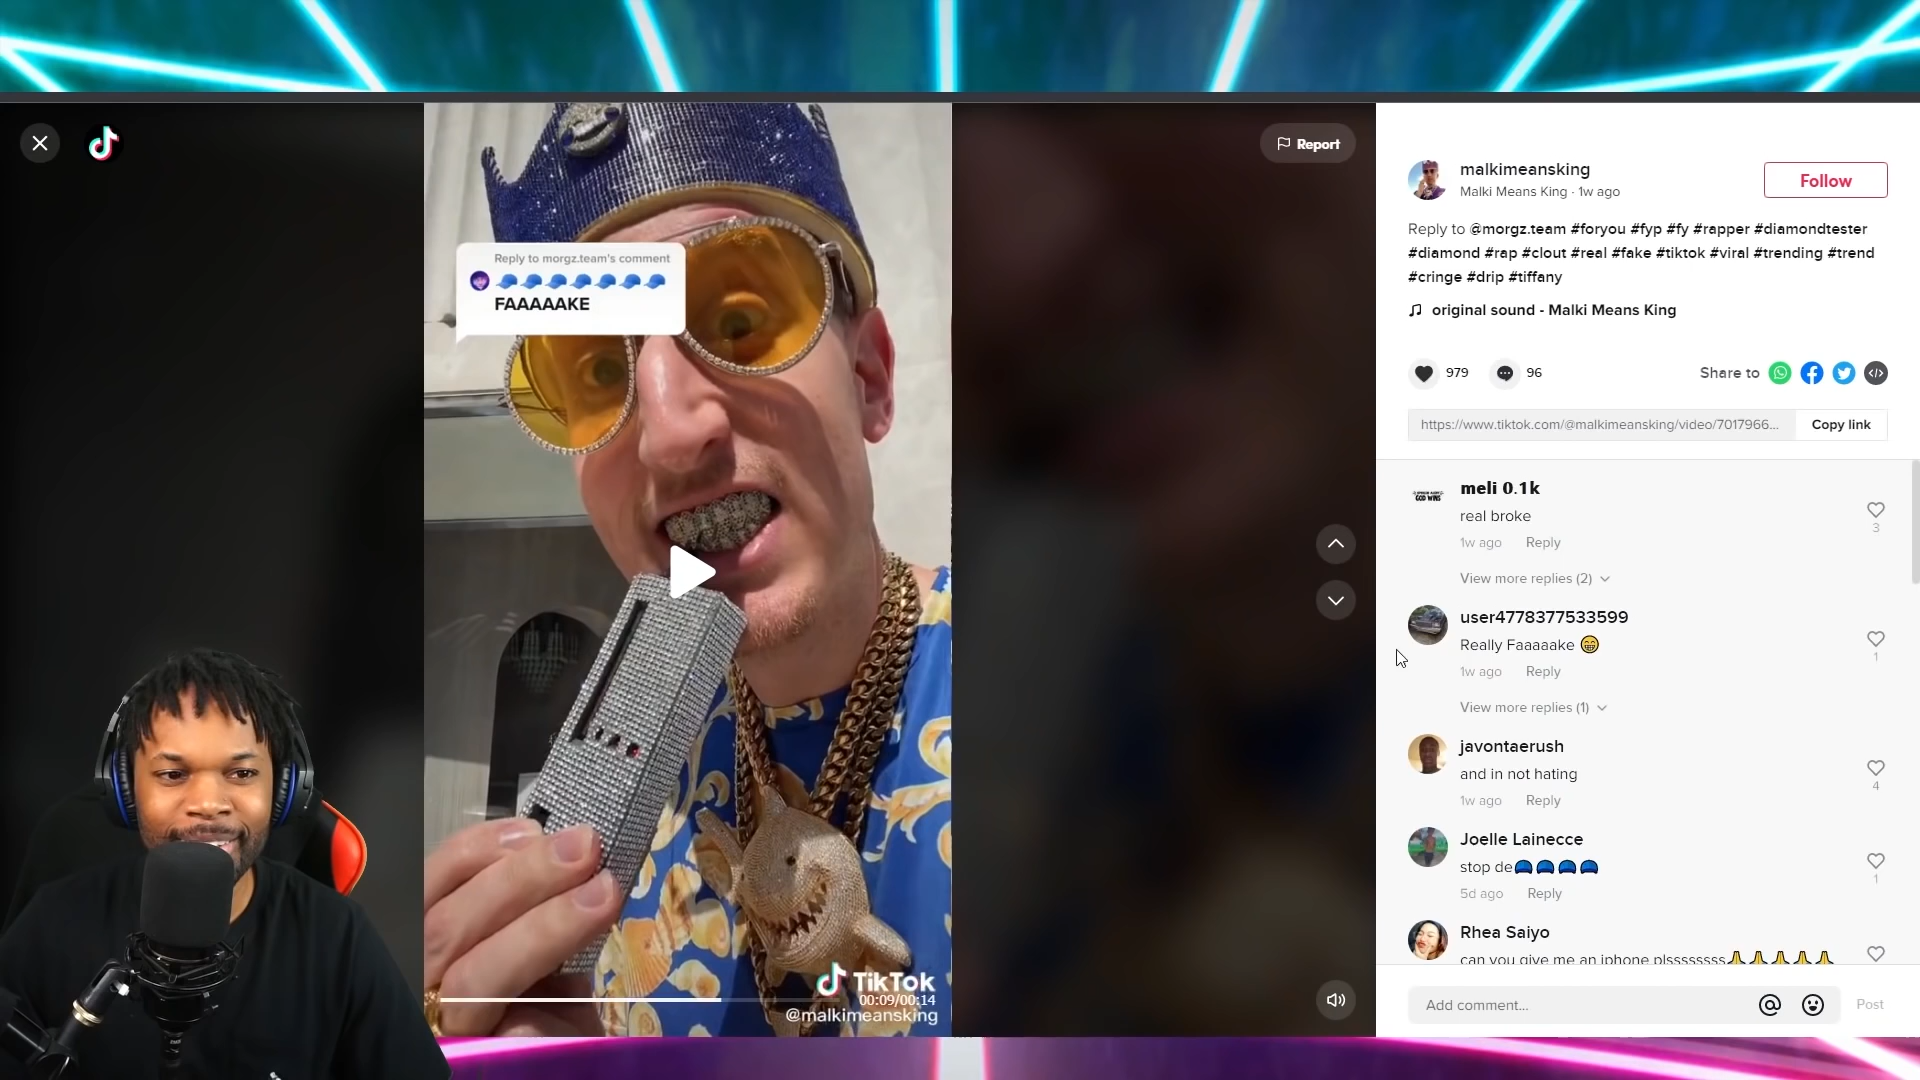 Report
Reply to morgz.team's comment
🧢🧢🧢🧢🧢🧢🧢
FAAAAAKE
TikTok
00:09/00:14
@malkimeansking
malkimeansking
Malki Means King · 1w ago
Follow
Reply to @morgz.team #foryou #fyp #fy #rapper #diamondtester
#diamond #rap #clout #real #fake #tiktok #viral #trending #trend
#cringe #drip #tiffany
original sound - Malki Means King
979
96
Share to
https://www.tiktok.com/@malkimeansking/video/7017966...
Copy link
meli 0.1k
real broke
3
1w ago Reply
View more replies (2)
user4778377533599
Really Faaaaake 😁
1
1w ago Reply
View more replies (1)
javontaerush
and in not hating
4
1w ago Reply
Joelle Lainecce
stop de🧢🧢🧢🧢
1
5d ago Reply
Rhea Saiyo
can you give me an iphone plssssssss🙏🙏🙏🙏🙏
Add comment...
Post